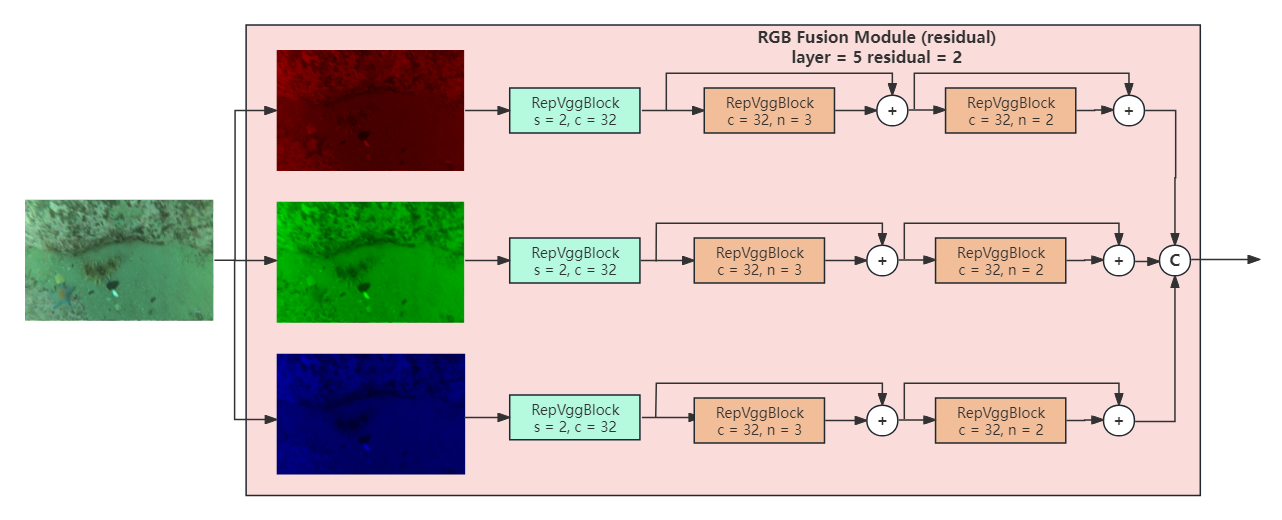 RGB Fusion Module (residual)
layer = 5 residual = 2
RepVggBlock
s = 2, c = 32
RepVggBlock
c = 32, n = 3
+
RepVggBlock
c = 32, n = 2
+
RepVggBlock
s = 2, c = 32
RepVggBlock
c = 32, n = 3
+
RepVggBlock
c = 32, n = 2
+
C
RepVggBlock
s = 2, c = 32
RepVggBlock
c = 32, n = 3
+
RepVggBlock
c = 32, n = 2
+